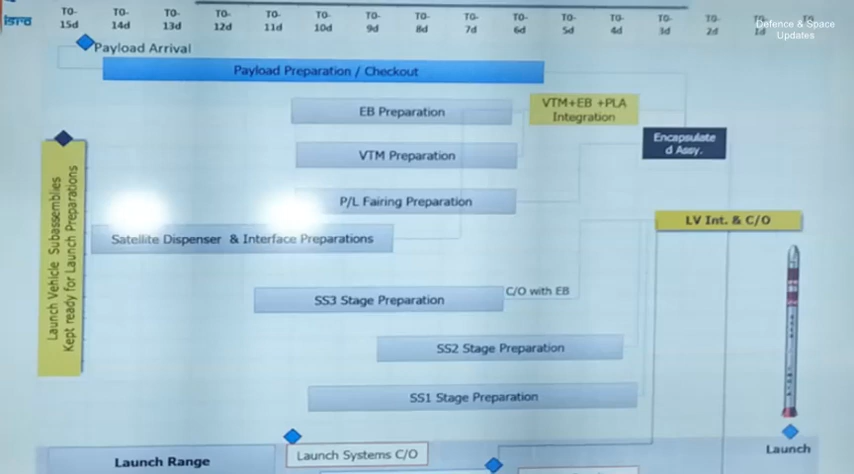 isro
T0-
15d
T0-
14d
T0-
13d
T0-
12d
T0-
11d
T0-
10d
T0-
9d
T0-
8d
T0-
7d
T0-
6d
T0-
5d
T0-
4d
T0-
3d
T0-
2d
T0-
1d
Defence & Space
Updates
Payload Arrival
Payload Preparation / Checkout
EB Preparation
VTM+EB +PLA
Integration
VTM Preparation
Encapsulate
d Assy.
P/L Fairing Preparation
LV Int. & C/O
Satellite Dispenser & Interface Preparations
Launch Vehicle Subassemblies
Kept ready for Launch Preparations
C/O with EB
SS3 Stage Preparation
SS2 Stage Preparation
SS1 Stage Preparation
Launch
Launch Systems C/O
Launch Range